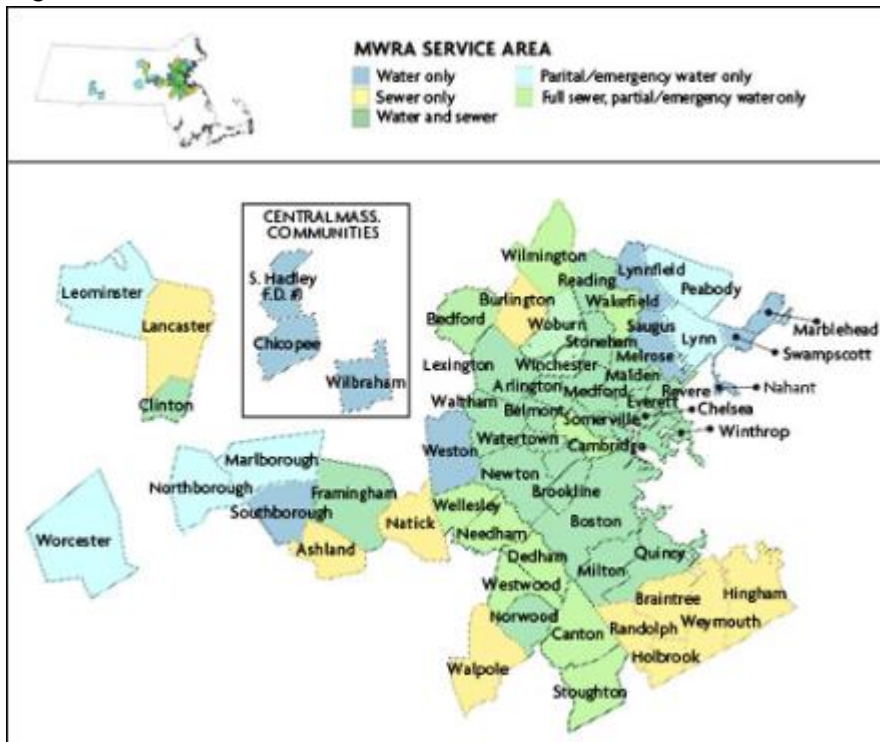 MWRA SERVICE AREA
Water only
Sewer only
Water and sewer
Parital/emergency water only
Full sewer, partial/emergency water only
CENTRAL MASS.
COMMUNITIES
S. Hadley
F.D. #1
Chicopee
Wilbraham
Leominster
Lancaster
Clinton
Wilmington
Reading
Lynnfield
Peabody
Burlington
Wakefield
Bedford
Woburn
Saugus
Marblehead
Stoneham
Lynn
Swampscott
Lexington
Winchester
Melrose
Malden
Arlington
Medford
Revere
Nahant
Waltham
Everett
Belmont
Somerville
Chelsea
Watertown
Cambridge
Winthrop
Weston
Marlborough
Newton
Northborough
Framingham
Brookline
Southborough
Natick
Wellesley
Boston
Worcester
Ashland
Needham
Dedham
Quincy
Milton
Westwood
Braintree
Hingham
Norwood
Randolph
Weymouth
Canton
Holbrook
Walpole
Stoughton